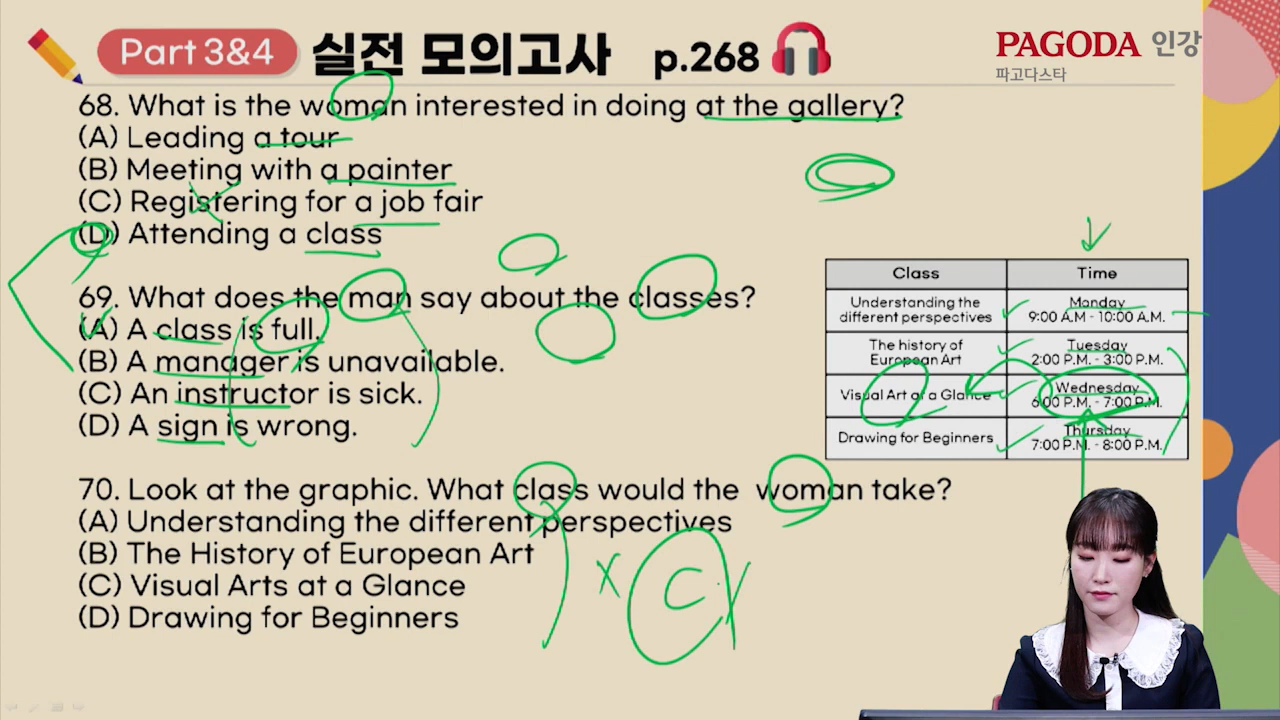 Part 3&4 실전 모의고사 p.268
PAGODA 인강
파고다스타
68. What is the woman interested in doing at the gallery?
(A) Leading a tour
(B) Meeting with a painter
(C) Registering for a job fair
(D) Attending a class
69. What does the man say about the classes?
(A) A class is full.
(B) A manager is unavailable.
(C) An instructor is sick.
(D) A sign is wrong.
Class Time
Understanding the Monday
different perspectives 9:00 A.M - 10:00 A.M.
The history of Tuesday
European Art 2:00 P.M. - 3:00 P.M.
Visual Art at a Glance Wednesday
6:00 P.M. - 7:00 P.M.
Drawing for Beginners Thursday
7:00 P.M. - 8:00 P.M.
70. Look at the graphic. What class would the woman take?
(A) Understanding the different perspectives
(B) The History of European Art
(C) Visual Arts at a Glance
(D) Drawing for Beginners
C